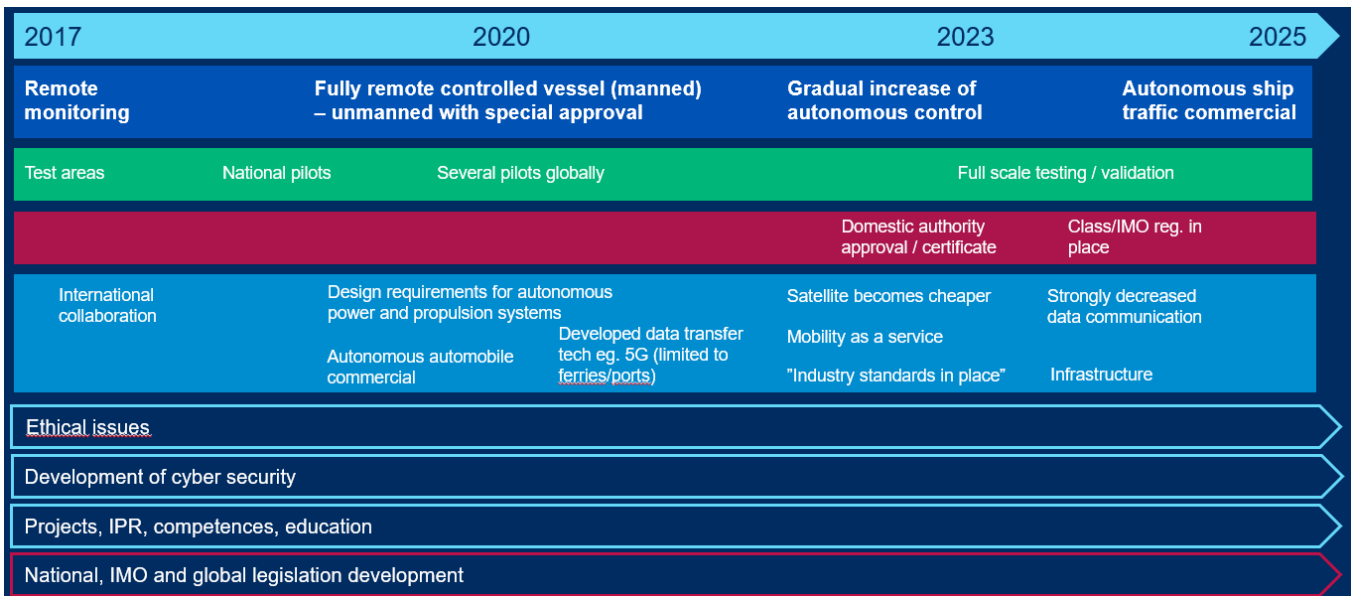 2017
2020
2023
2025
Remote
monitoring
Fully remote controlled vessel (manned)
– unmanned with special approval
Gradual increase of
autonomous control
Autonomous ship
traffic commercial
Test areas
National pilots
Several pilots globally
Full scale testing / validation
Domestic authority
approval / certificate
Class/IMO reg. in
place
International
collaboration
Design requirements for autonomous
power and propulsion systems
Autonomous automobile
commercial
Developed data transfer
tech eg. 5G (limited to
ferries/ports)
Satellite becomes cheaper
Mobility as a service
”Industry standards in place”
Strongly decreased
data communication
Infrastructure
Ethical issues
Development of cyber security
Projects, IPR, competences, education
National, IMO and global legislation development